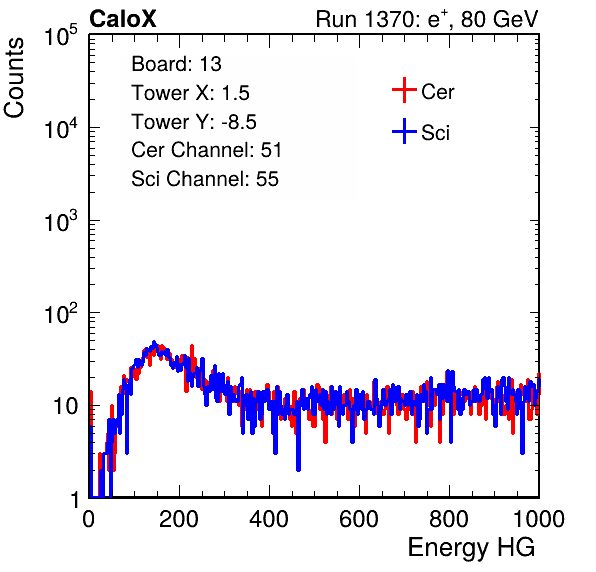 CaloX Run 1370: e⁺, 80 GeV
Counts
10⁵
10⁴
10³
10²
10
1
Board: 13
Tower X: 1.5
Tower Y: -8.5
Cer Channel: 51
Sci Channel: 55
Cer
Sci
0 200 400 600 800 1000
Energy HG